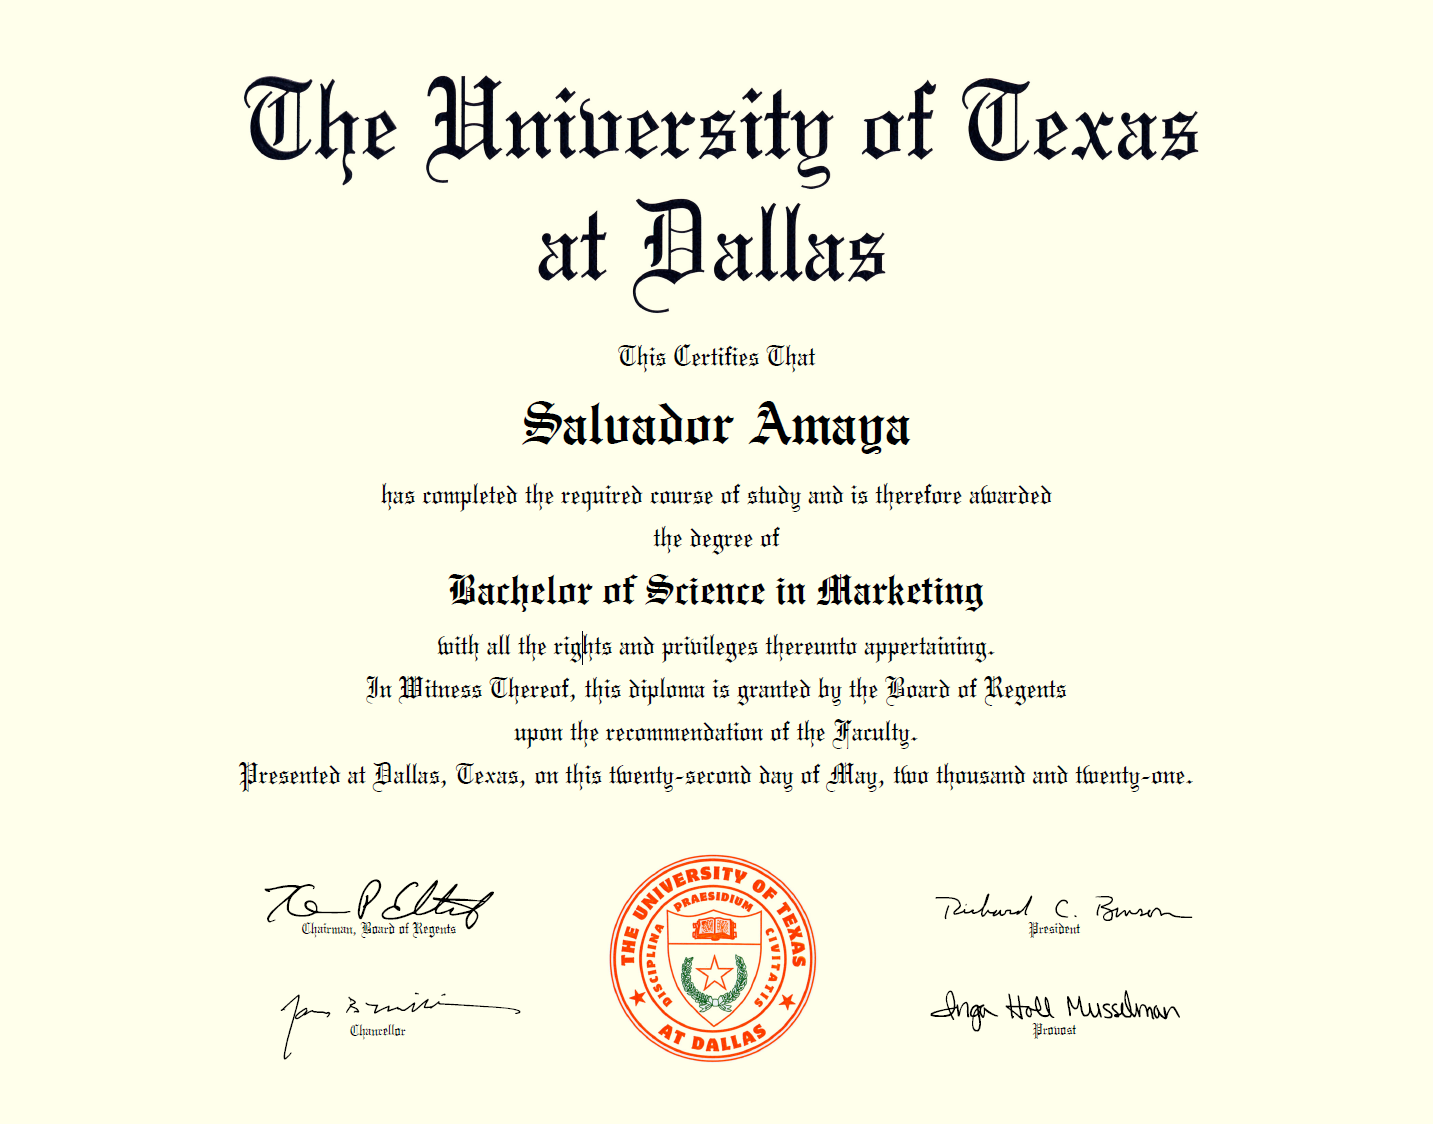 The University of Texas
at Dallas
This Certifies That
Salvador Amaya
has completed the required course of study and is therefore awarded
the degree of
Bachelor of Science in Marketing
with all the rights and privileges thereunto appertaining.
In Witness Thereof, this diploma is granted by the Board of Regents
upon the recommendation of the Faculty.
Presented at Dallas, Texas, on this twenty-second day of May, two thousand and twenty-one.
Chairman, Board of Regents
Chancellor
THE UNIVERSITY OF TEXAS
AT DALLAS
DISCIPLINA PRAESIDIUM CIVITATIS
Richard C. Benson
President
Inga Holl Musselman
Provost